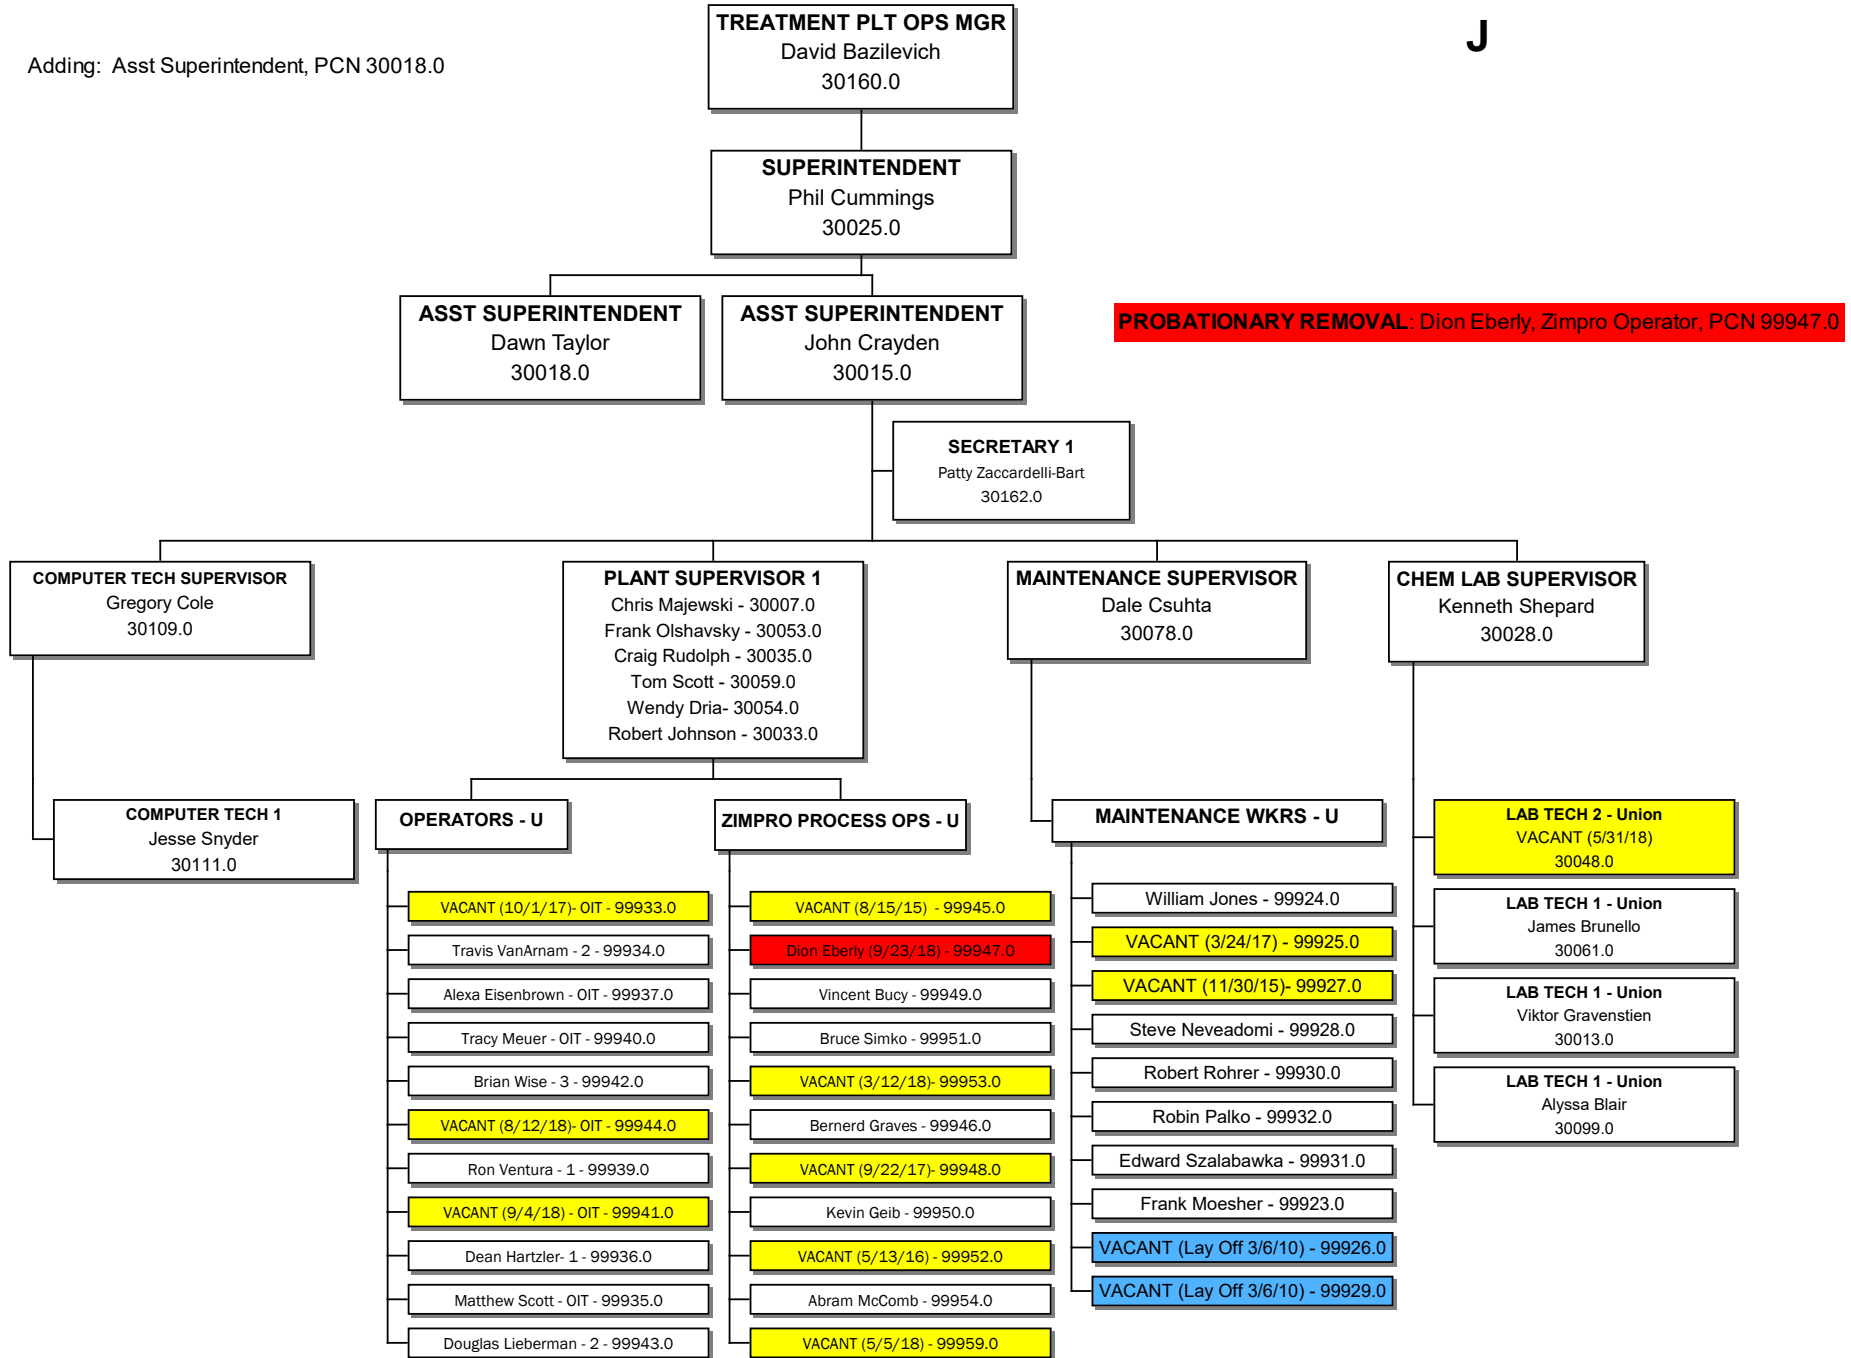 J
Adding: Asst Superintendent, PCN 30018.0
TREATMENT PLT OPS MGR
David Bazilevich
30160.0
SUPERINTENDENT
Phil Cummings
30025.0
ASST SUPERINTENDENT
Dawn Taylor
30018.0
ASST SUPERINTENDENT
John Crayden
30015.0
PROBATIONARY REMOVAL: Dion Eberly, Zimpro Operator, PCN 99947.0
SECRETARY 1
Patty Zaccardelli-Bart
30162.0
COMPUTER TECH SUPERVISOR
Gregory Cole
30109.0
PLANT SUPERVISOR 1
Chris Majewski - 30007.0
Frank Olshavsky - 30053.0
Craig Rudolph - 30035.0
Tom Scott - 30059.0
Wendy Dria- 30054.0
Robert Johnson - 30033.0
MAINTENANCE SUPERVISOR
Dale Csuhta
30078.0
CHEM LAB SUPERVISOR
Kenneth Shepard
30028.0
COMPUTER TECH 1
Jesse Snyder
30111.0
OPERATORS - U
VACANT (10/1/17)- OIT - 99933.0
Travis VanArnam - 2 - 99934.0
Alexa Eisenbrown - OIT - 99937.0
Tracy Meuer - OIT - 99940.0
Brian Wise - 3 - 99942.0
VACANT (8/12/18)- OIT - 99944.0
Ron Ventura - 1 - 99939.0
VACANT (9/4/18) - OIT - 99941.0
Dean Hartzler- 1 - 99936.0
Matthew Scott - OIT - 99935.0
Douglas Lieberman - 2 - 99943.0
ZIMPRO PROCESS OPS - U
VACANT (8/15/15) - 99945.0
Dion Eberly (9/23/18) - 99947.0
Vincent Bucy - 99949.0
Bruce Simko - 99951.0
VACANT (3/12/18)- 99953.0
Bernerd Graves - 99946.0
VACANT (9/22/17)- 99948.0
Kevin Geib - 99950.0
VACANT (5/13/16) - 99952.0
Abram McComb - 99954.0
VACANT (5/5/18) - 99959.0
MAINTENANCE WKRS - U
William Jones - 99924.0
VACANT (3/24/17) - 99925.0
VACANT (11/30/15)- 99927.0
Steve Neveadomi - 99928.0
Robert Rohrer - 99930.0
Robin Palko - 99932.0
Edward Szalabawka - 99931.0
Frank Moesher - 99923.0
VACANT (Lay Off 3/6/10) - 99926.0
VACANT (Lay Off 3/6/10) - 99929.0
LAB TECH 2 - Union
VACANT (5/31/18)
30048.0
LAB TECH 1 - Union
James Brunello
30061.0
LAB TECH 1 - Union
Viktor Gravenstien
30013.0
LAB TECH 1 - Union
Alyssa Blair
30099.0